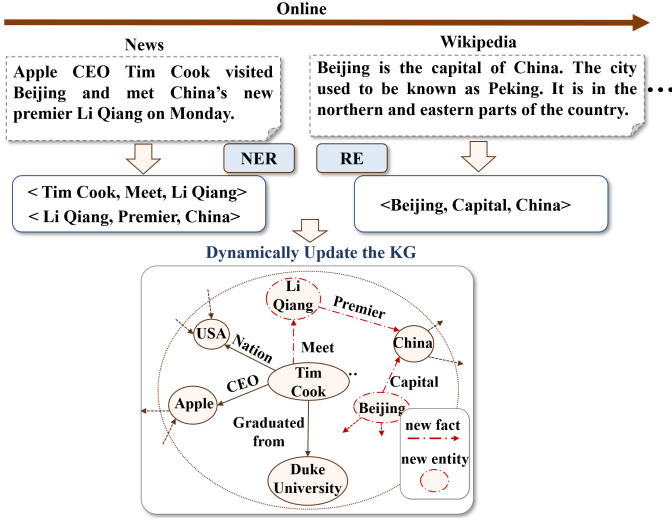 Online
News
Wikipedia
Apple CEO Tim Cook visited
Beijing and met China's new
premier Li Qiang on Monday.
Beijing is the capital of China. The city
used to be known as Peking. It is in the
northern and eastern parts of the country.
NER
RE
< Tim Cook, Meet, Li Qiang>
< Li Qiang, Premier, China>
<Beijing, Capital, China>
Dynamically Update the KG
Li
Qiang
Premier
USA
Nation
Meet
China
CEO
Tim
Cook
Capital
Apple
Beijing
Graduated
from
new fact
new entity
Duke
University